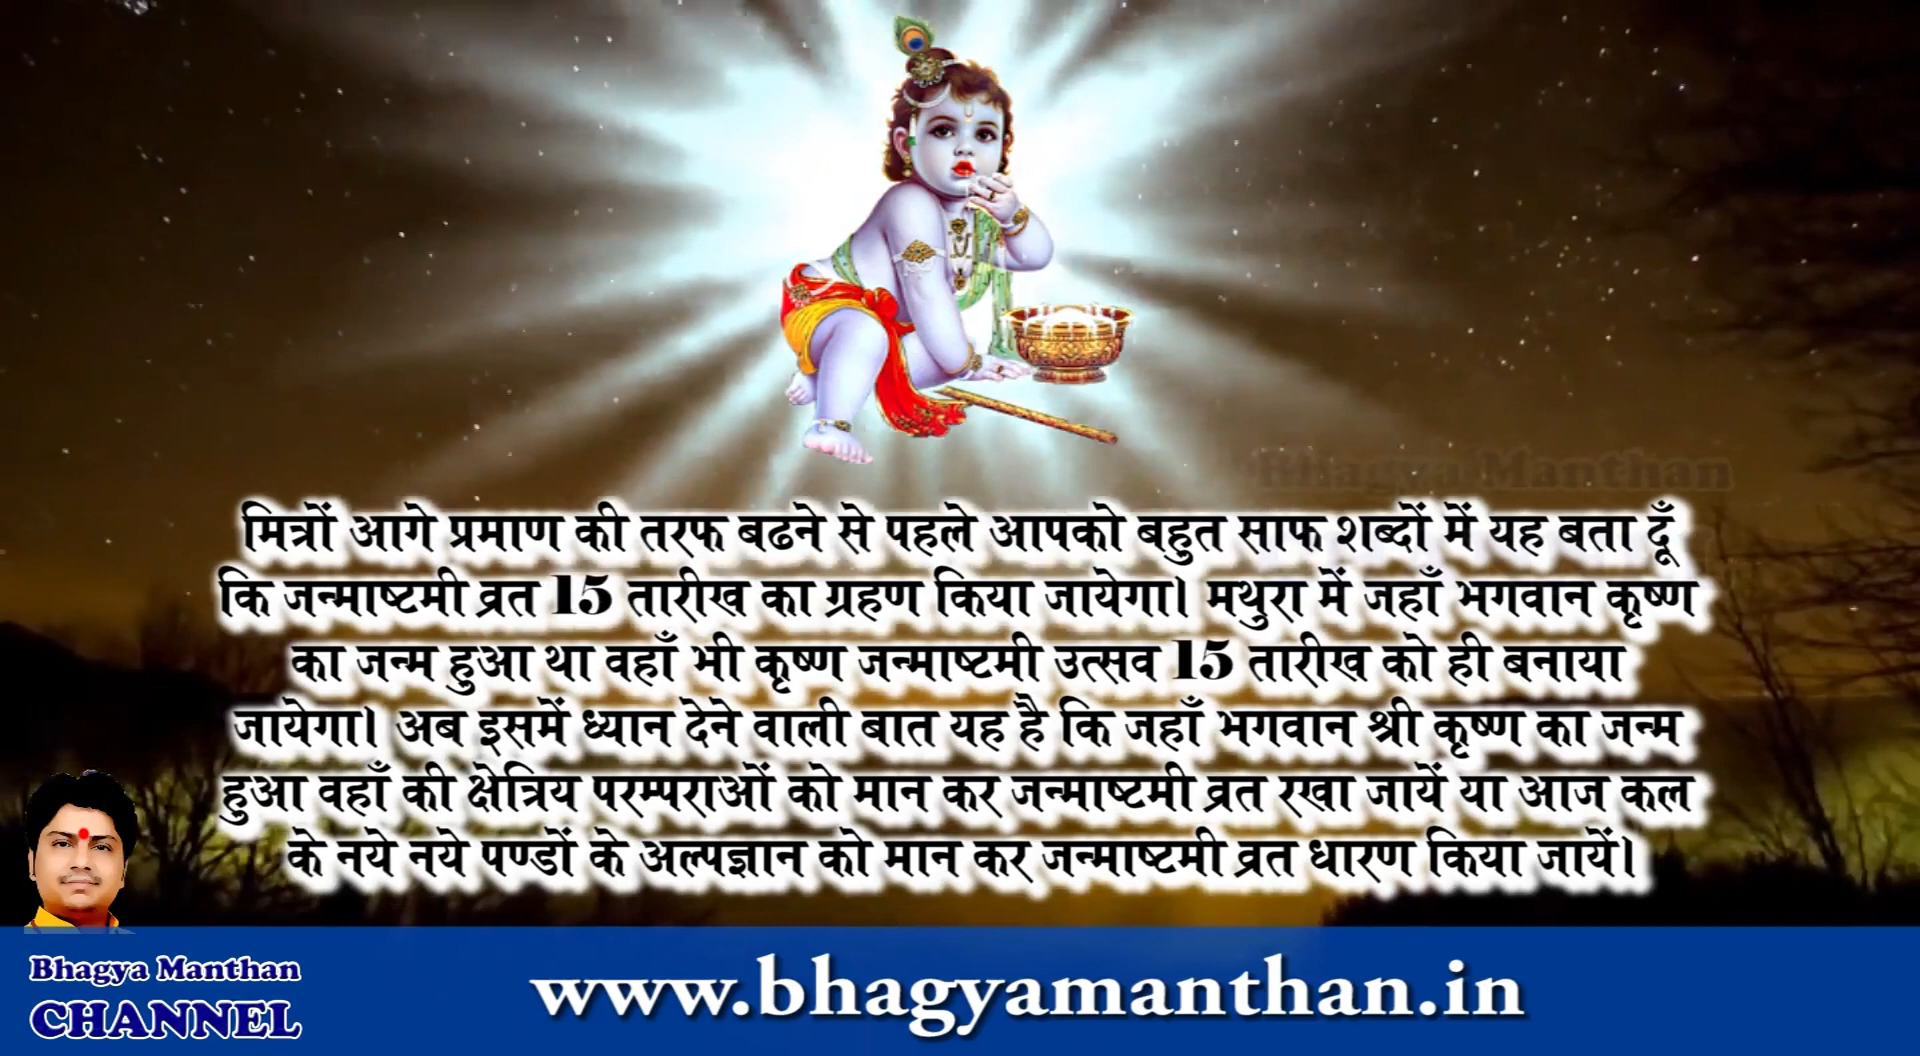 Bhagya Manthan
मित्रों आगे प्रमाण की तरफ बढने से पहले आपको बहुत साफ शब्दों में यह बता दूँ
कि जन्माष्टमी व्रत 15 तारीख का ग्रहण किया जायेगा। मथुरा में जहाँ भगवान कृष्ण
का जन्म हुआ था वहाँ भी कृष्ण जन्माष्टमी उत्सव 15 तारीख को ही बनाया
जायेगा। अब इसमें ध्यान देने वाली बात यह है कि जहाँ भगवान श्री कृष्ण का जन्म
हुआ वहाँ की क्षेत्रिय परम्पराओं को मान कर जन्माष्टमी व्रत रखा जायें या आज कल
के नये नये पण्डों के अल्पज्ञान को मान कर जन्माष्टमी व्रत धारण किया जायें।
Bhagya Manthan
CHANNEL
www.bhagyamanthan.in